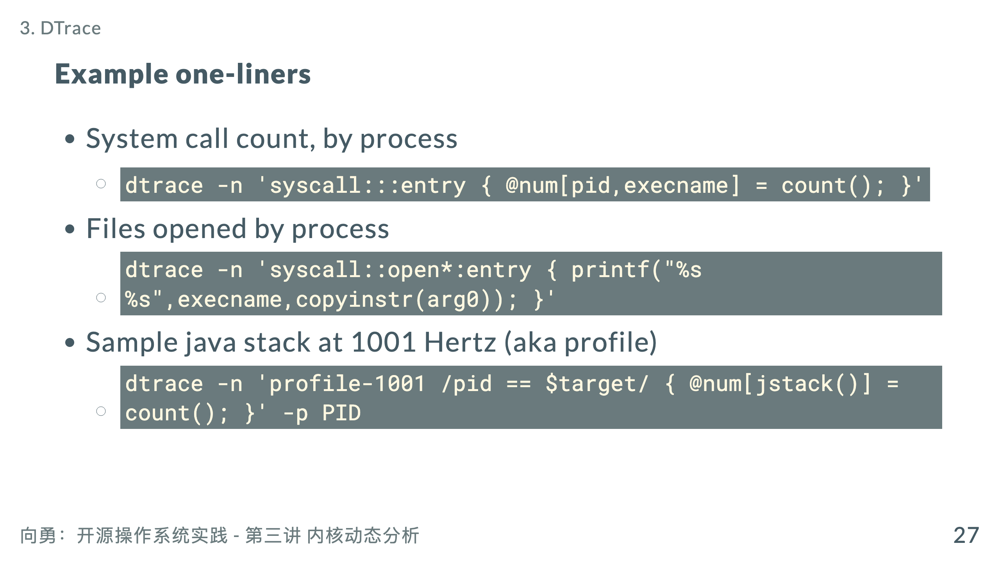 3. DTrace
Example one-liners
• System call count, by process
○ dtrace -n 'syscall:::entry { @num[pid,execname] = count(); }'
• Files opened by process
○ dtrace -n 'syscall::open*:entry { printf("%s
%s",execname,copyinstr(arg0)); }'
• Sample java stack at 1001 Hertz (aka profile)
○ dtrace -n 'profile-1001 /pid == $target/ { @num[jstack()] =
count(); }' -p PID
向勇：开源操作系统实践 - 第三讲 内核动态分析
27